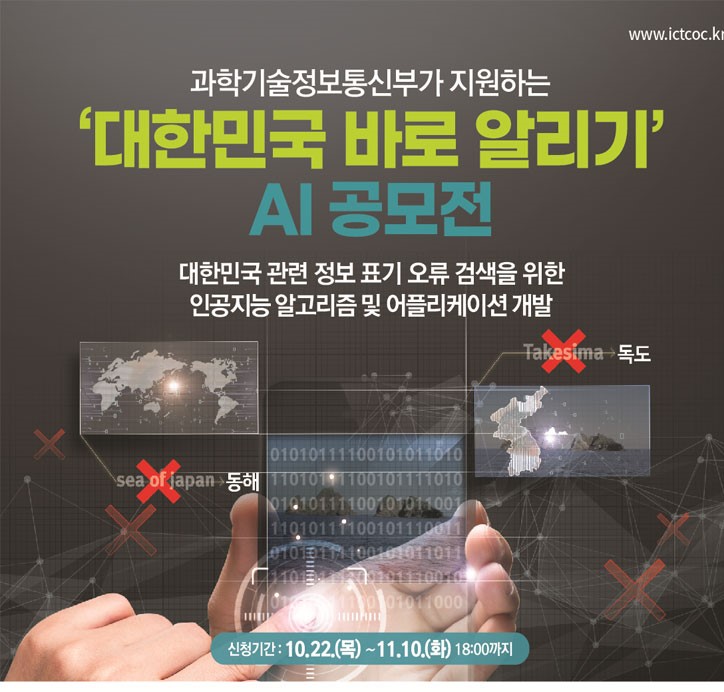 www.ictcoc.kr
과학기술정보통신부가 지원하는
‘대한민국 바로 알리기’
AI 공모전
대한민국 관련 정보 표기 오류 검색을 위한
인공지능 알고리즘 및 어플리케이션 개발
Takesima → 독도
sea of japan → 동해
신청기간 : 10.22.(목) ~ 11.10.(화) 18:00까지